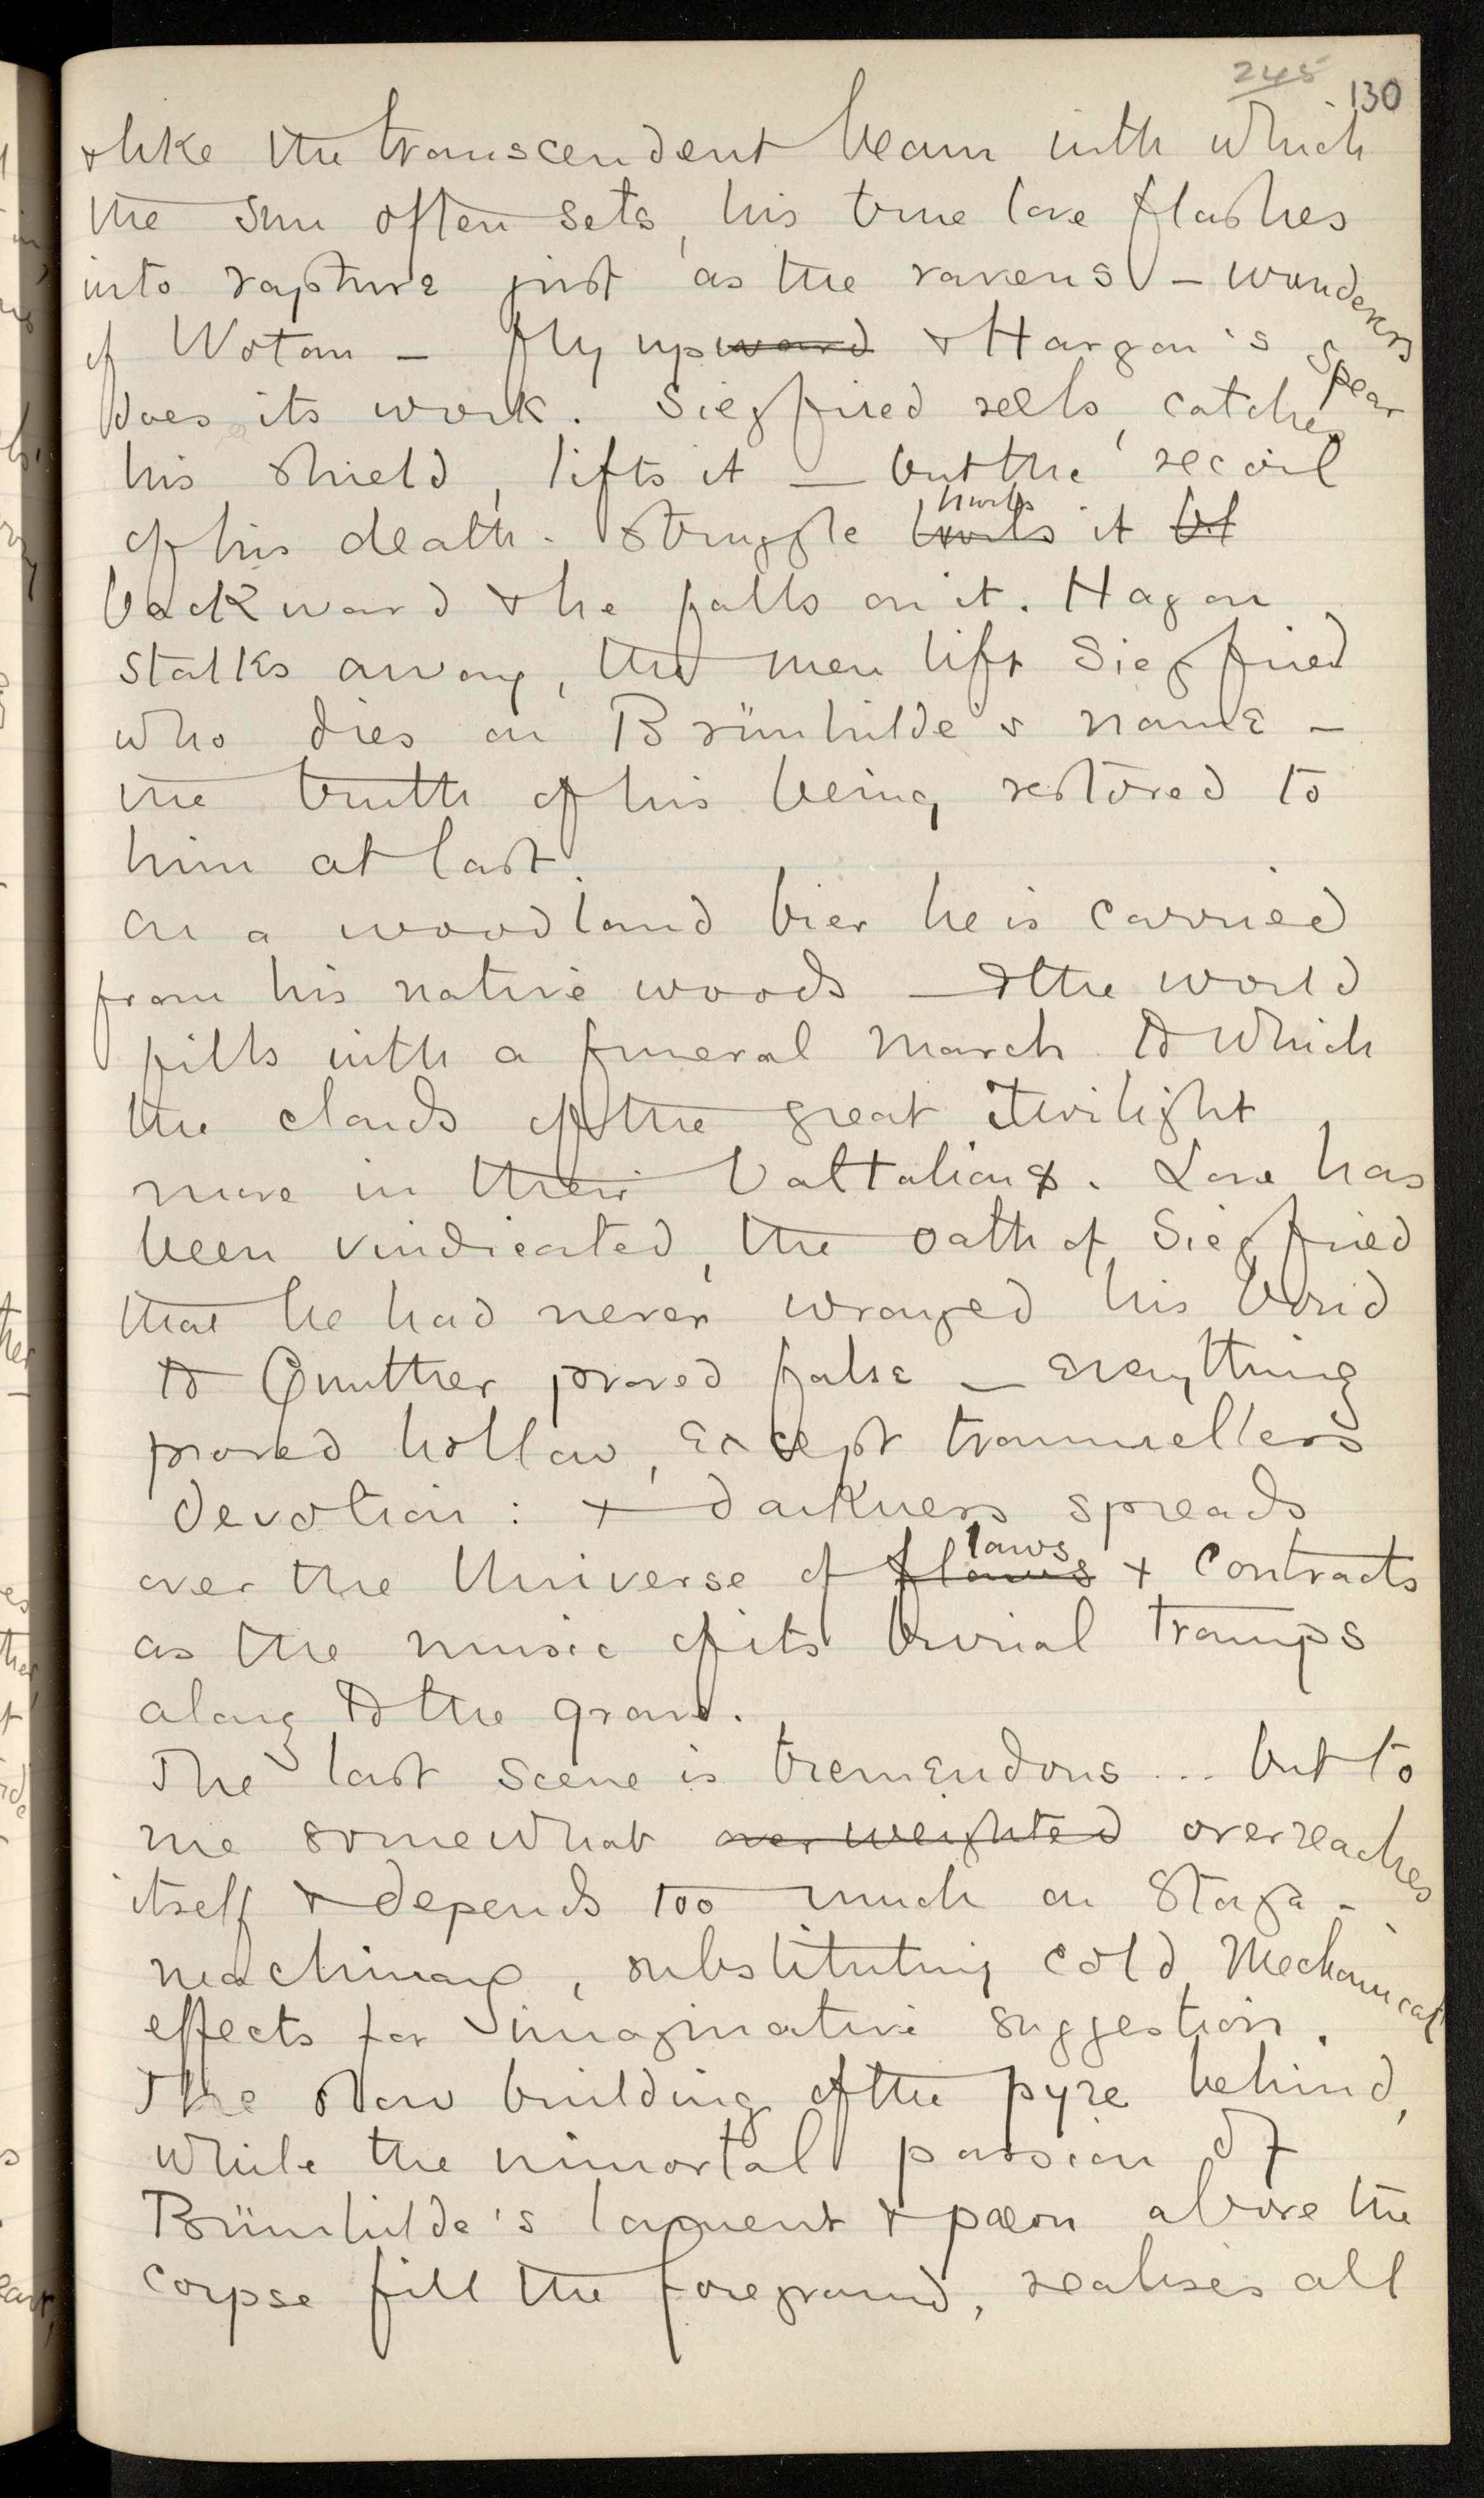 245 130
& like the transcendent beam with which
the sun often sets, his true love flashes
into rapture just as the ravens – wanderers
of Wotan – fly upward & Hargan's spear
does its work. Siegfried reels, catches
his shield, lifts it – but the recoil
of his death-struggle hurls hurls it bl
backward & he falls on it. Hagan
stalks away, the men lift Siegfried
who dies on Brünhilde's name –
the truth of his being restored to
him at last.
On a woodland bier he is carried
from his native woods – & the world
fills with a funeral march to which
the clouds of the great Twilight
move in their battalions. Love has
been vindicated, the oath of Siegfried
that he had never wronged his bond
to Gunther proved false – everything
proved hollow, except trammelless
devotion: & darkness spreads
over the Universe of flaws laws & Contracts
as the music of its burial tramps
along to the grave.
The last scene is tremendous ... but to
me somewhat over weighted overreaches
itself & depends too much on stage-
machinary, substituting cold, mechanical
effects for imaginative suggestion.
The slow building of the pyre behind,
while the immortal passion of
Brünhilde's lament & pæon above the
corpse fill the foreground, realises all